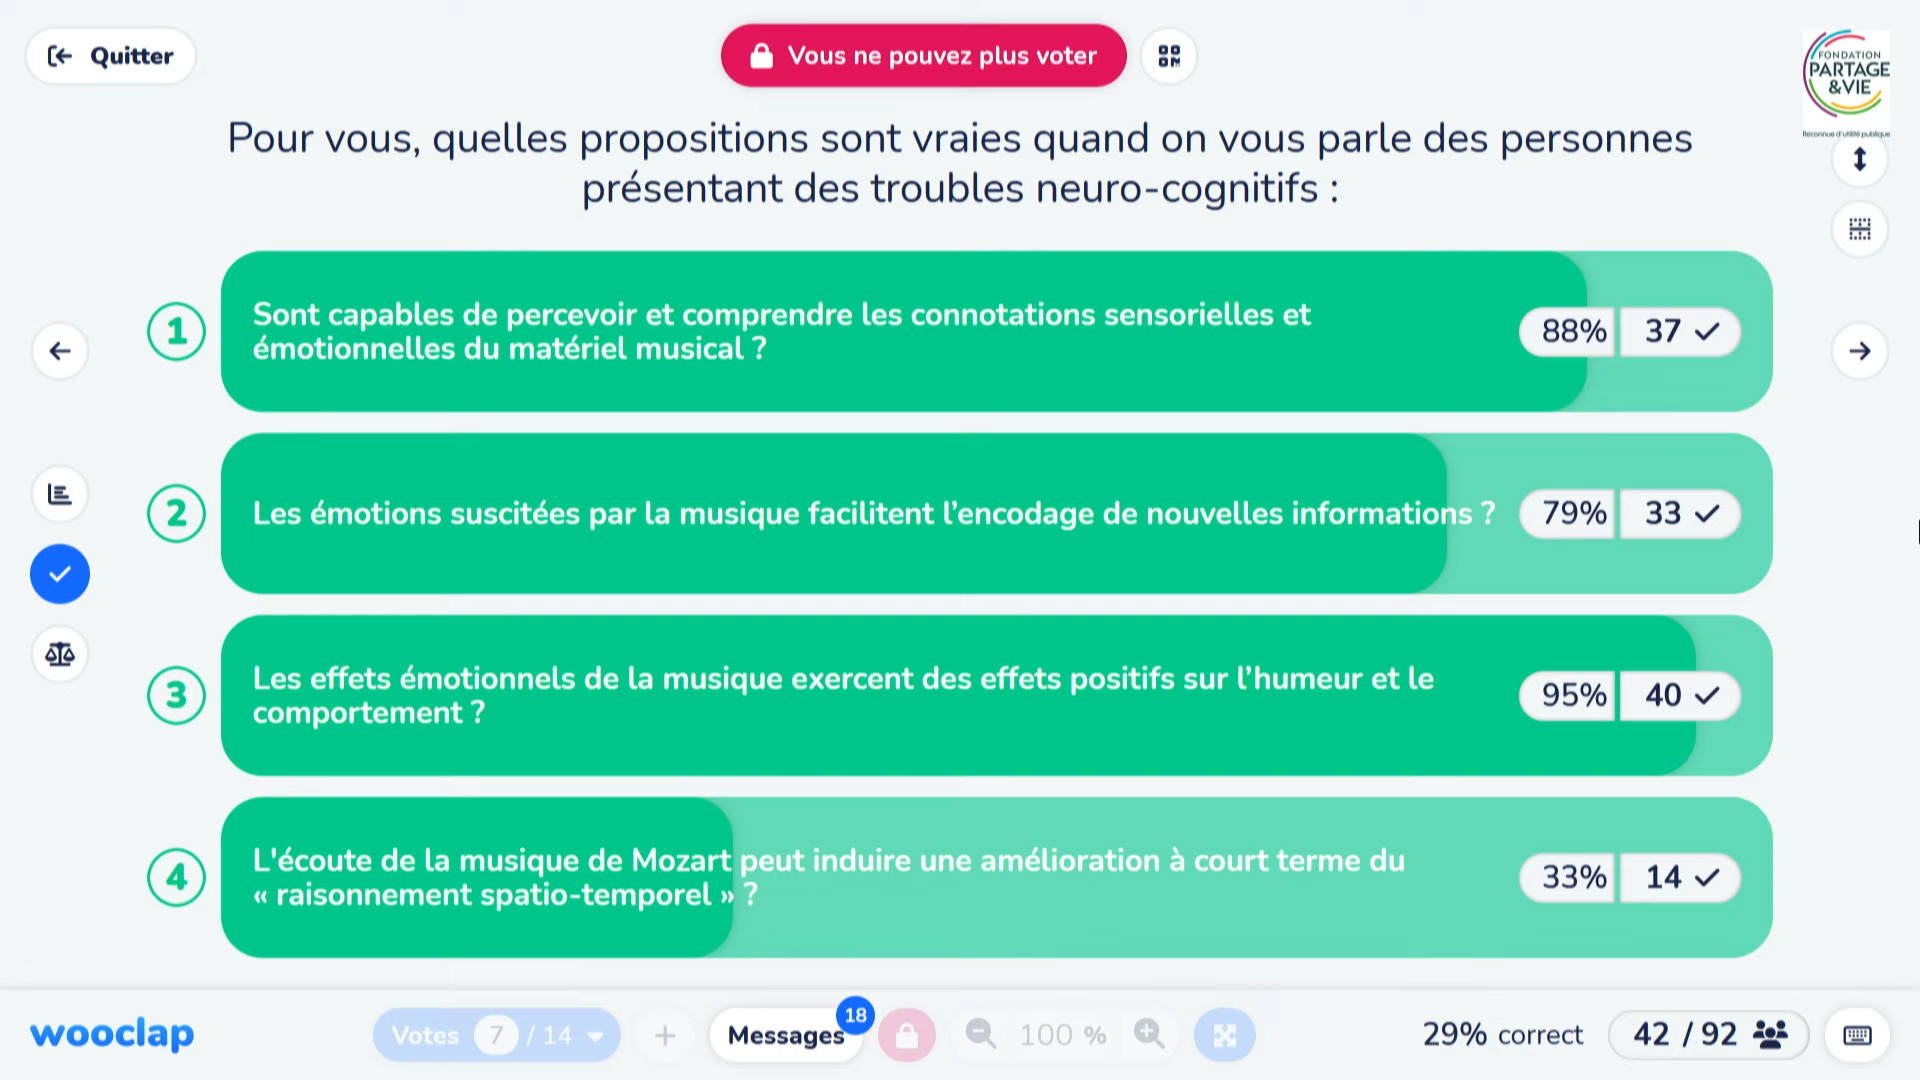 Quitter
Vous ne pouvez plus voter
FONDATION
PARTAGE
&VIE
Reconnue d'utilité publique
Pour vous, quelles propositions sont vraies quand on vous parle des personnes
présentant des troubles neuro-cognitifs :
1
Sont capables de percevoir et comprendre les connotations sensorielles et
émotionnelles du matériel musical ?
88% 37
2
Les émotions suscitées par la musique facilitent l’encodage de nouvelles informations ?
79% 33
3
Les effets émotionnels de la musique exercent des effets positifs sur l’humeur et le
comportement ?
95% 40
4
L'écoute de la musique de Mozart peut induire une amélioration à court terme du
« raisonnement spatio-temporel » ?
33% 14
wooclap
Votes 7 / 14
Messages 18
100 %
29% correct
42 / 92